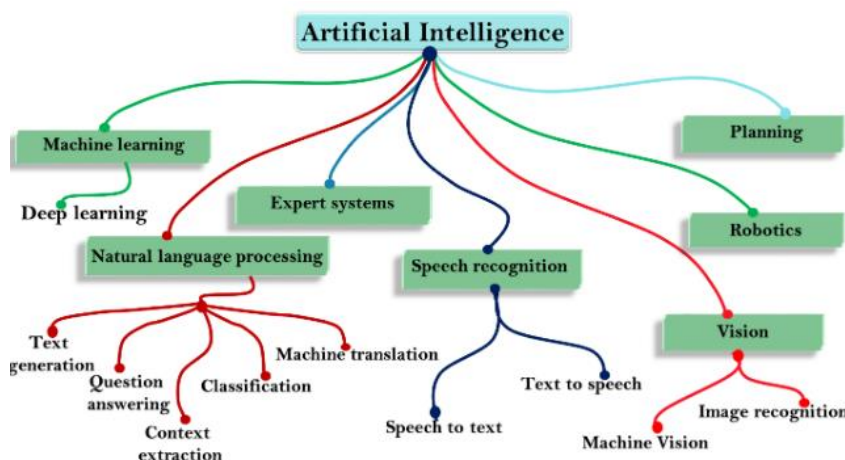 Artificial Intelligence
Machine learning
Planning
Deep learning
Expert systems
Robotics
Natural language processing
Speech recognition
Vision
Text
generation
Question
answering
Context
extraction
Classification
Machine translation
Speech to text
Text to speech
Machine Vision
Image recognition